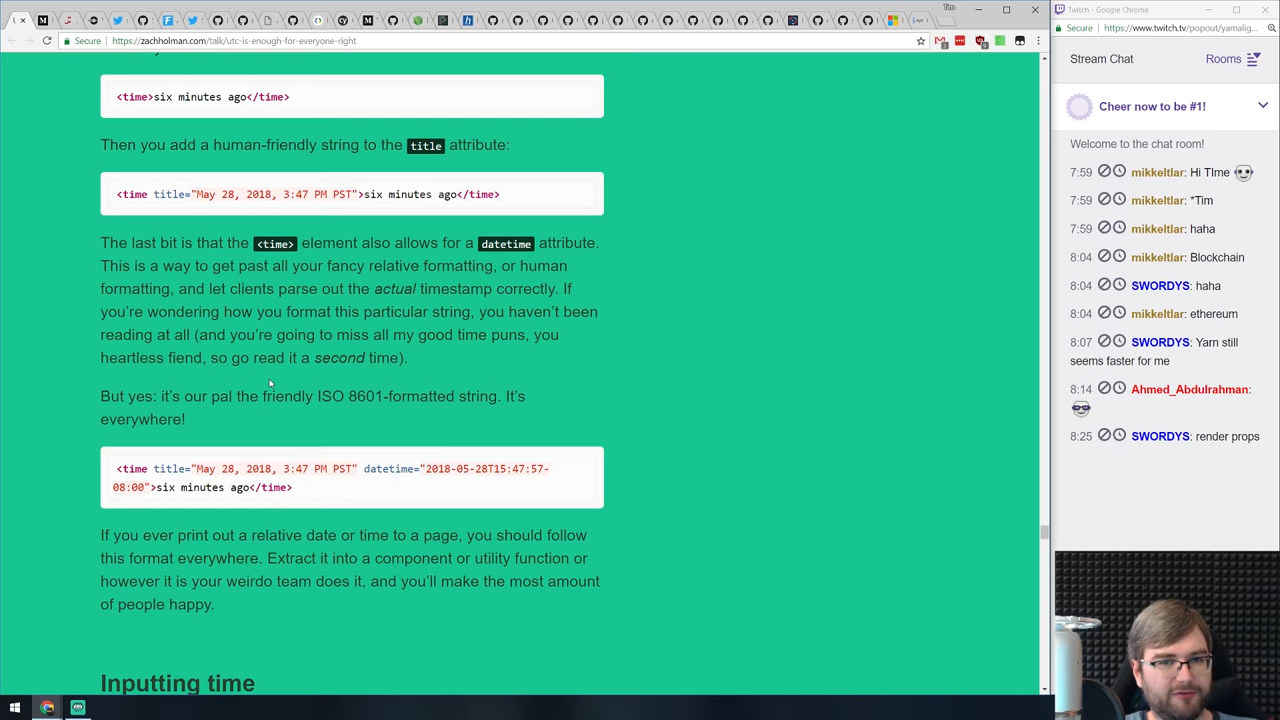 Tim
Secure
https://zachholman.com/talk/utc-is-enough-for-everyone-right
<time>six minutes ago</time>
Then you add a human-friendly string to the title attribute:
<time title="May 28, 2018, 3:47 PM PST">six minutes ago</time>
The last bit is that the <time> element also allows for a datetime attribute.
This is a way to get past all your fancy relative formatting, or human
formatting, and let clients parse out the actual timestamp correctly. If
you're wondering how you format this particular string, you haven't been
reading at all (and you're going to miss all my good time puns, you
heartless fiend, so go read it a second time).
But yes: it's our pal the friendly ISO 8601-formatted string. It's
everywhere!
<time title="May 28, 2018, 3:47 PM PST" datetime="2018-05-28T15:47:57-
08:00">six minutes ago</time>
If you ever print out a relative date or time to a page, you should follow
this format everywhere. Extract it into a component or utility function or
however it is your weirdo team does it, and you'll make the most amount
of people happy.
Inputting time
Twitch - Google Chrome
Secure
https://www.twitch.tv/popout/yamalig...
Stream Chat
Rooms
Cheer now to be #1!
Welcome to the chat room!
7:59 mikkeltlar: Hi TIme
7:59 mikkeltlar: *Tim
7:59 mikkeltlar: haha
8:04 mikkeltlar: Blockchain
8:04 SWORDYS: haha
8:04 mikkeltlar: ethereum
8:07 SWORDYS: Yarn still
seems faster for me
8:14 Ahmed_Abdulrahman:
8:25 SWORDYS: render props